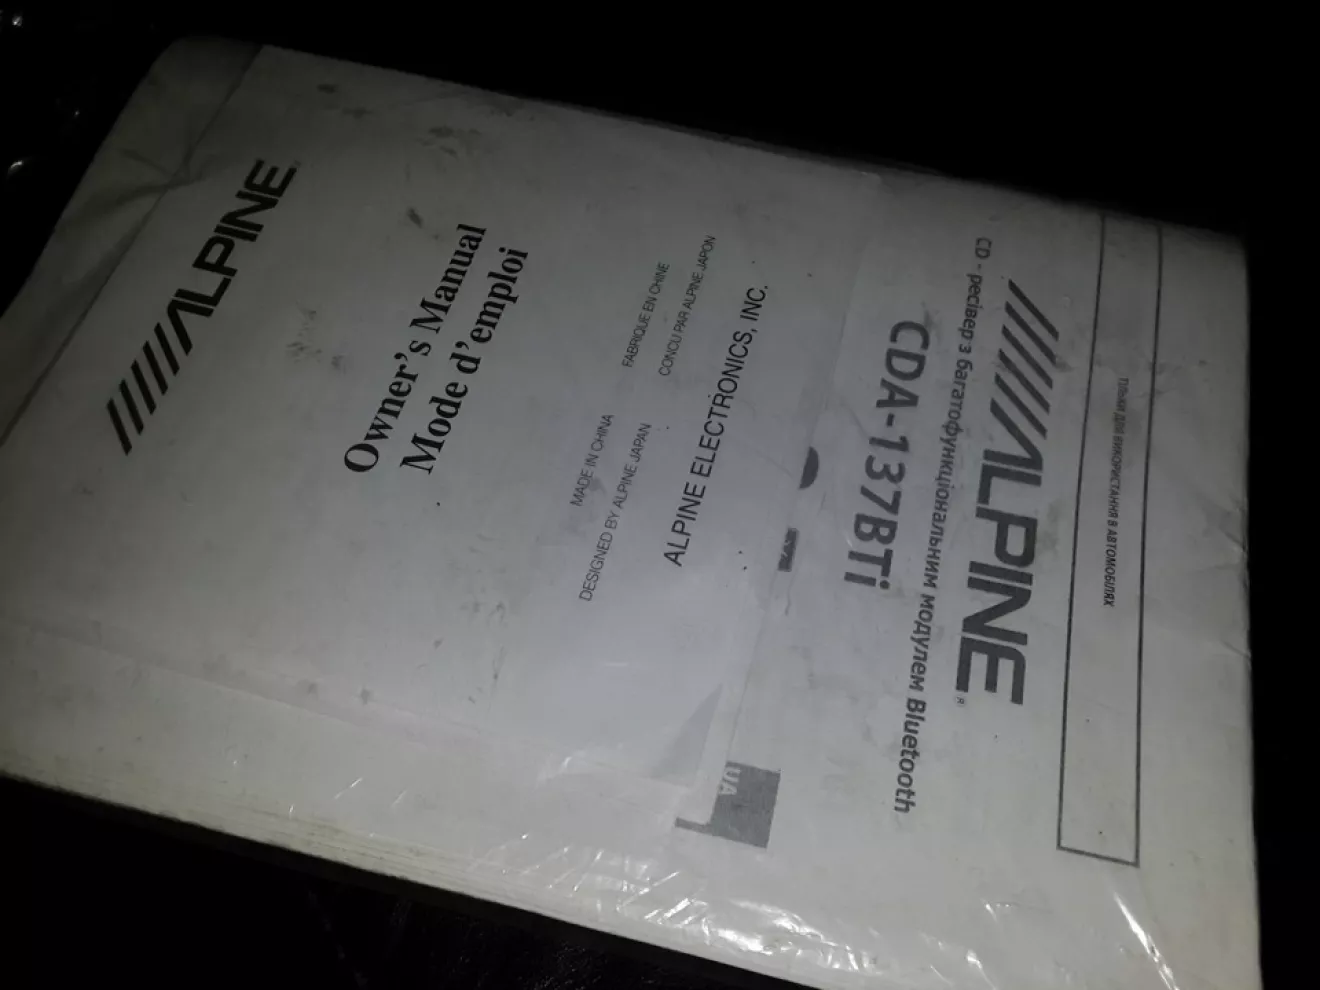 ALPINE
Owner's Manual
Mode d'emploi
MADE IN CHINA
FABRIQUE EN CHINE
DESIGNED BY ALPINE JAPAN
CONCU PAR ALPINE JAPON
ALPINE ELECTRONICS, INC.
ТІЛЬКИ ДЛЯ ВИКОРИСТАННЯ В АВТОМОБІЛЯХ
ALPINE®
CD - ресівер з багатофункціональним модулем Bluetooth
CDA-137BTi
UA